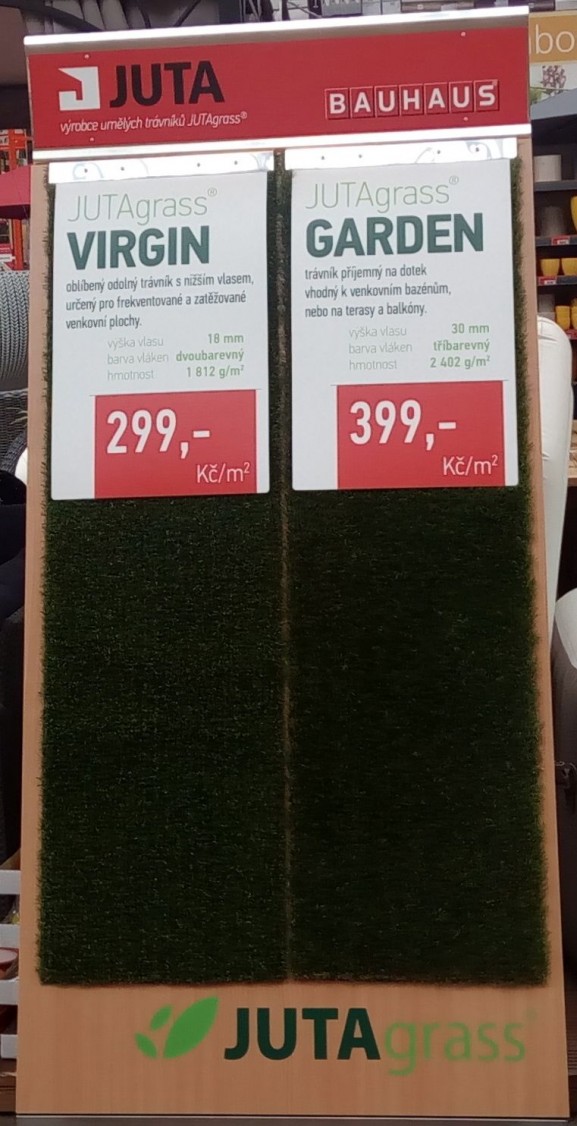 JUTA
výrobce umělých trávníků JUTAgrass®
BAUHAUS
bo
JUTAgrass®
VIRGIN
oblíbený odolný trávník s nižším vlasem,
určený pro frekventované a zatěžované
venkovní plochy.
výška vlasu 18 mm
barva vláken dvoubarevný
hmotnost 1 812 g/m²
299,-
Kč/m²
JUTAgrass®
GARDEN
trávník příjemný na dotek
vhodný k venkovním bazénům,
nebo na terasy a balkóny.
výška vlasu 30 mm
barva vláken tříbarevný
hmotnost 2 402 g/m²
399,-
Kč/m²
JUTAgrass®